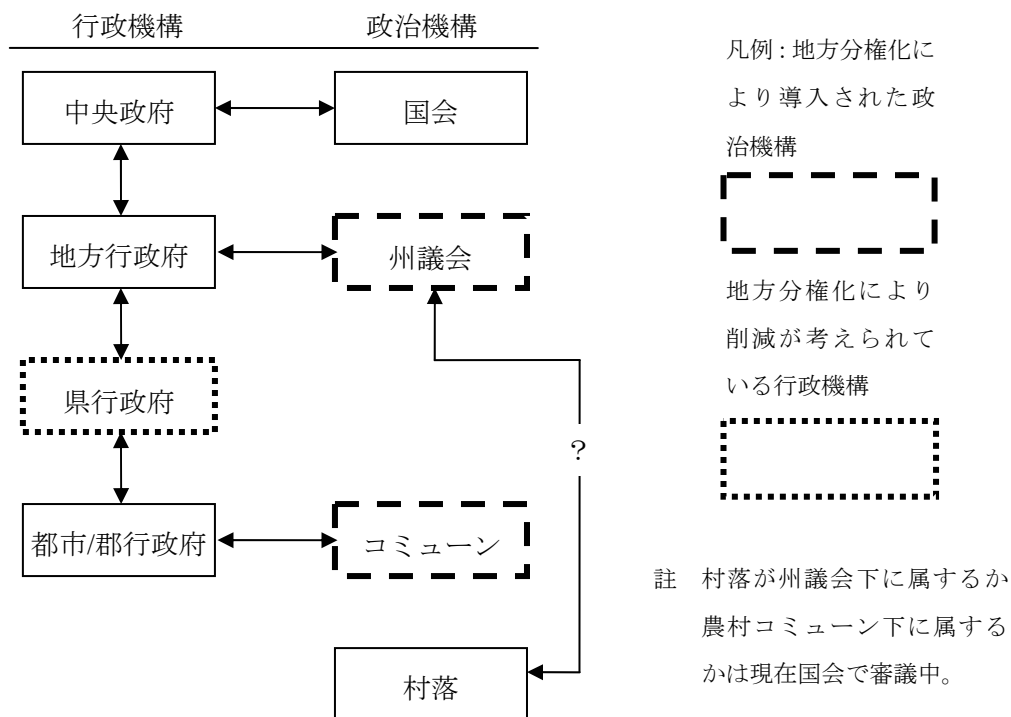 行政機構 政治機構
中央政府 国会
地方行政府 州議会
県行政府
?
都市/郡行政府 コミューン
村落
凡例：地方分権化に
より導入された政
治機構
地方分権化により
削減が考えられて
いる行政機構
註 村落が州議会下に属するか
農村コミューン下に属する
かは現在国会で審議中。